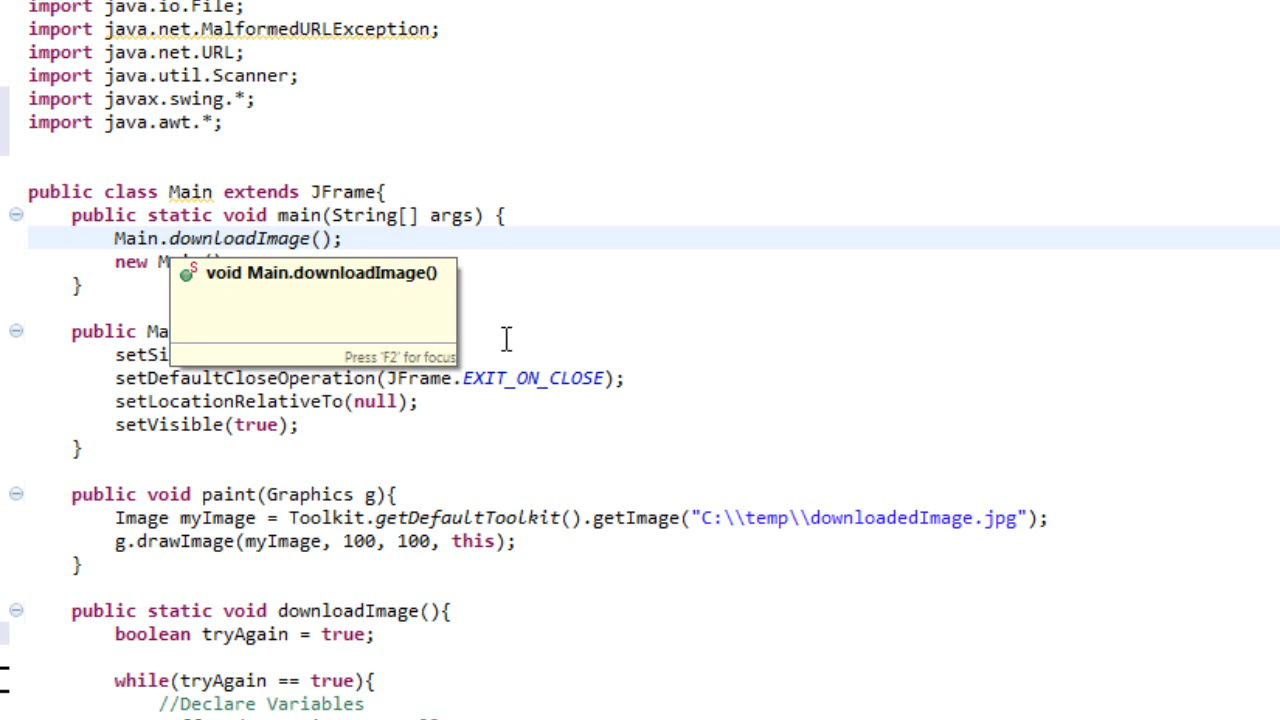 import java.io.File;
import java.net.MalformedURLException;
import java.net.URL;
import java.util.Scanner;
import javax.swing.*;
import java.awt.*;
public class Main extends JFrame{
public static void main(String[] args) {
Main.downloadImage();
new
void Main.downloadImage()
}
public
Press 'F2' for focus
setDefaultCloseOperation(JFrame.EXIT_ON_CLOSE);
setLocationRelativeTo(null);
setVisible(true);
}
public void paint(Graphics g){
Image myImage = Toolkit.getDefaultToolkit().getImage("C:\\temp\\downloadedImage.jpg");
g.drawImage(myImage, 100, 100, this);
}
public static void downloadImage(){
boolean tryAgain = true;
while(tryAgain == true){
//Declare Variables